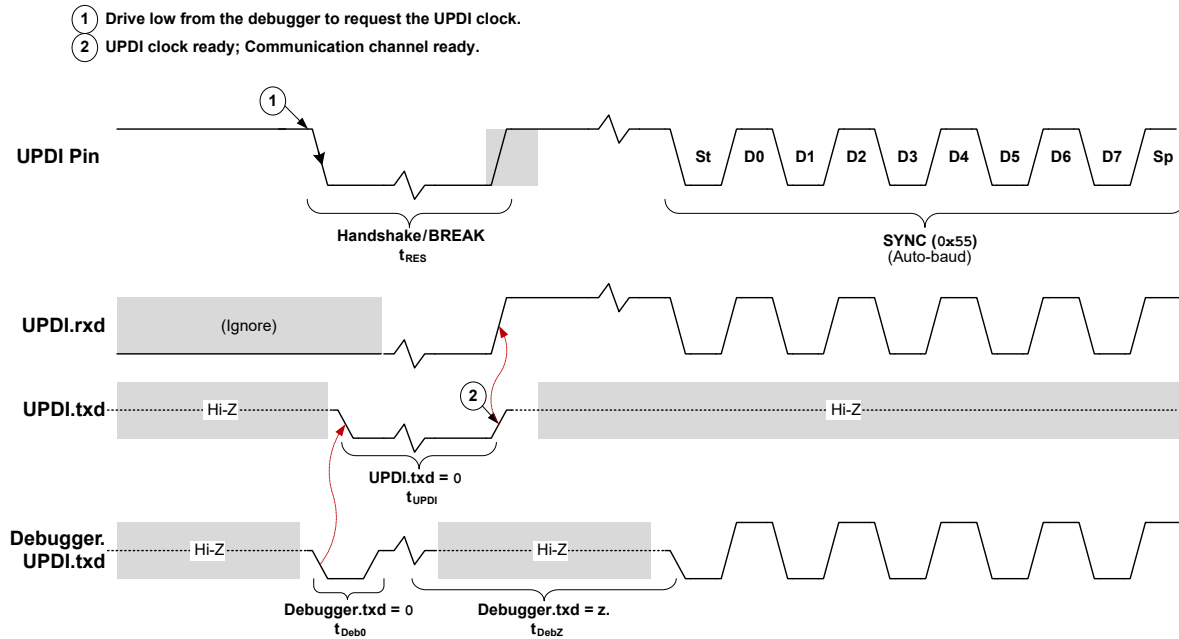 1 Drive low from the debugger to request the UPDI clock.
2 UPDI clock ready; Communication channel ready.
1
UPDI Pin
St D0 D1 D2 D3 D4 D5 D6 D7 Sp
Handshake/BREAK
tRES
SYNC (0x55)
(Auto-baud)
UPDI.rxd
(Ignore)
2
UPDI.txd
Hi-Z
Hi-Z
UPDI.txd = 0
tUPDI
Debugger.
UPDI.txd
Hi-Z
Hi-Z
Debugger.txd = 0
tDeb0
Debugger.txd = z.
tDebZ